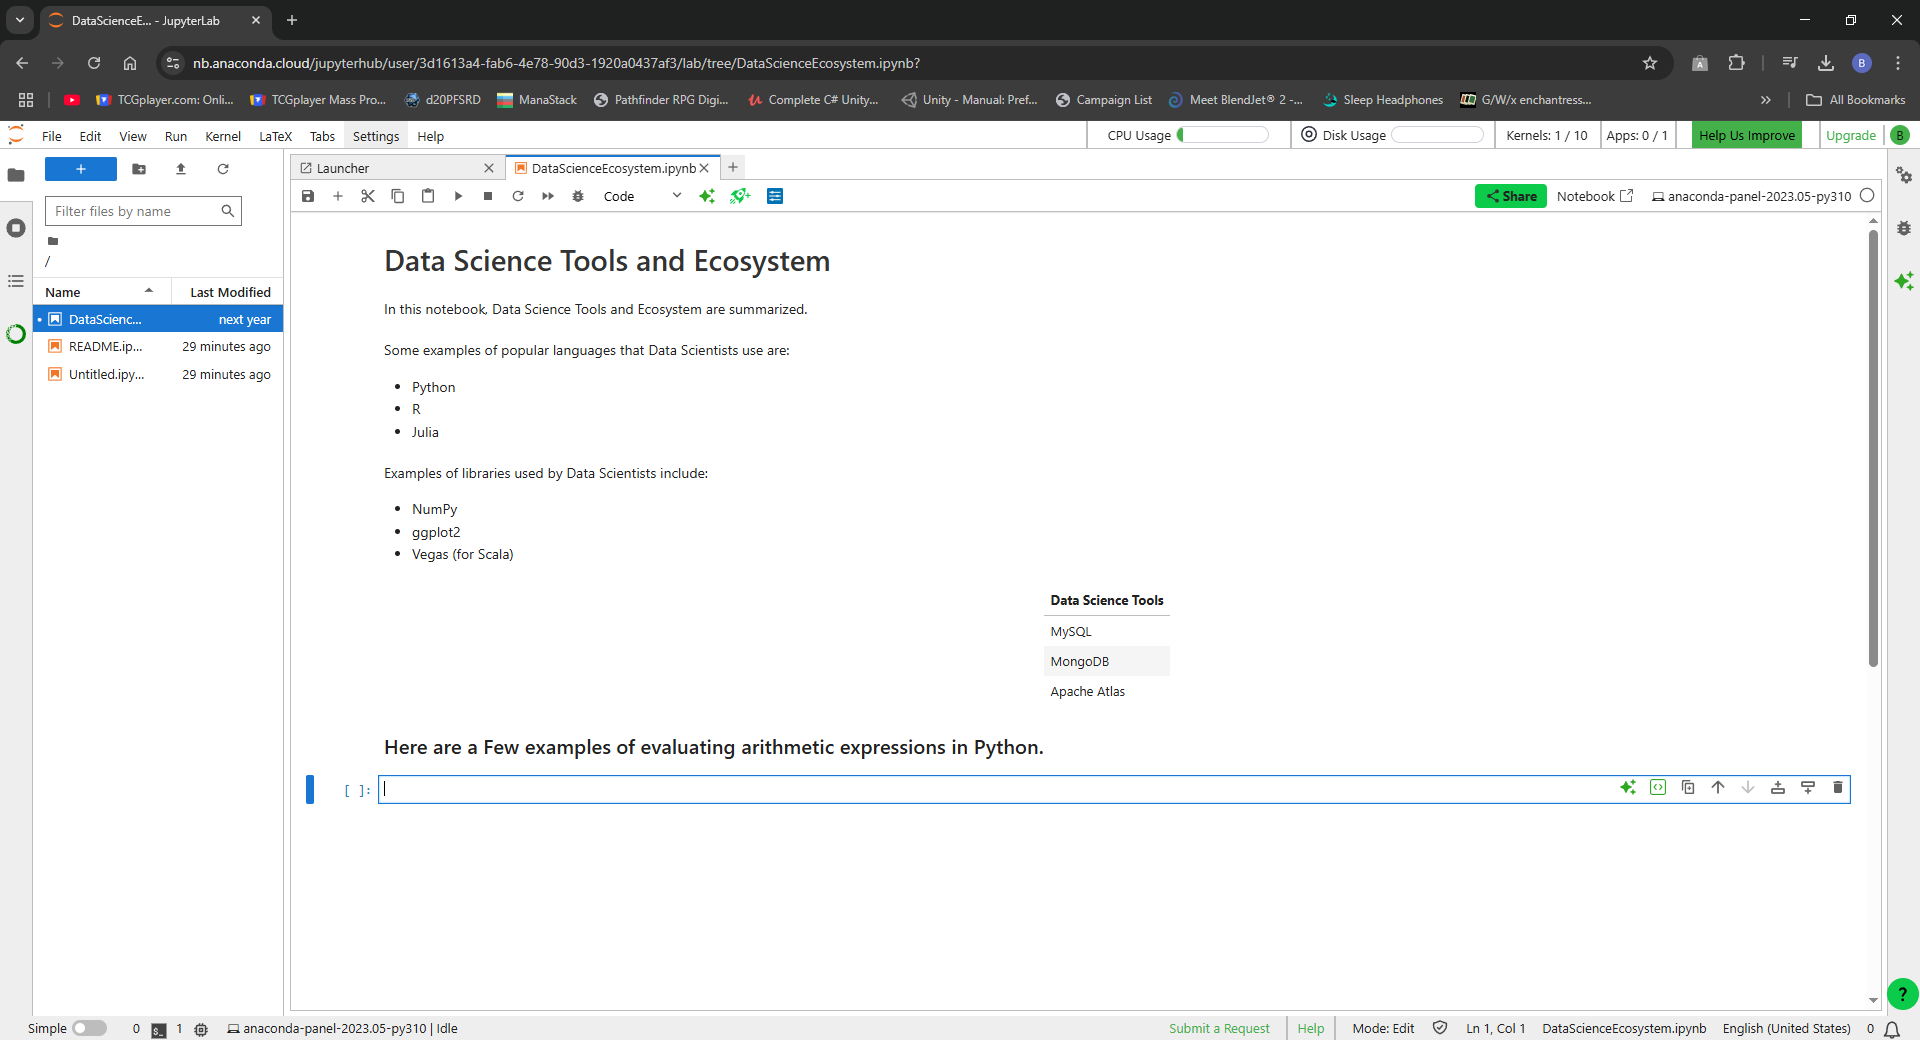 DataScienceE... - JupyterLab
nb.anaconda.cloud/jupyterhub/user/3d1613a4-fab6-4e78-90d3-1920a0437af3/lab/tree/DataScienceEcosystem.ipynb?
B
TCGplayer.com: Onli...
TCGplayer Mass Pro...
d20PFSRD
ManaStack
Pathfinder RPG Digi...
Complete C# Unity...
Unity - Manual: Pref...
Campaign List
Meet BlendJet® 2 -...
Sleep Headphones
G/W/x enchantress...
All Bookmarks
File Edit View Run Kernel LaTeX Tabs Settings Help
CPU Usage
Disk Usage
Kernels: 1 / 10
Apps: 0 / 1
Help Us Improve
Upgrade
B
Launcher
DataScienceEcosystem.ipynb
Code
Share
Notebook
anaconda-panel-2023.05-py310
Filter files by name
/
Name Last Modified
DataScienc... next year
README.ip... 29 minutes ago
Untitled.ipy... 29 minutes ago
Data Science Tools and Ecosystem
In this notebook, Data Science Tools and Ecosystem are summarized.
Some examples of popular languages that Data Scientists use are:
• Python
• R
• Julia
Examples of libraries used by Data Scientists include:
• NumPy
• ggplot2
• Vegas (for Scala)
Data Science Tools
MySQL
MongoDB
Apache Atlas
Here are a Few examples of evaluating arithmetic expressions in Python.
[ ]:
?
Simple
0
$_
1
anaconda-panel-2023.05-py310 | Idle
Submit a Request
Help
Mode: Edit
Ln 1, Col 1
DataScienceEcosystem.ipynb
English (United States)
0